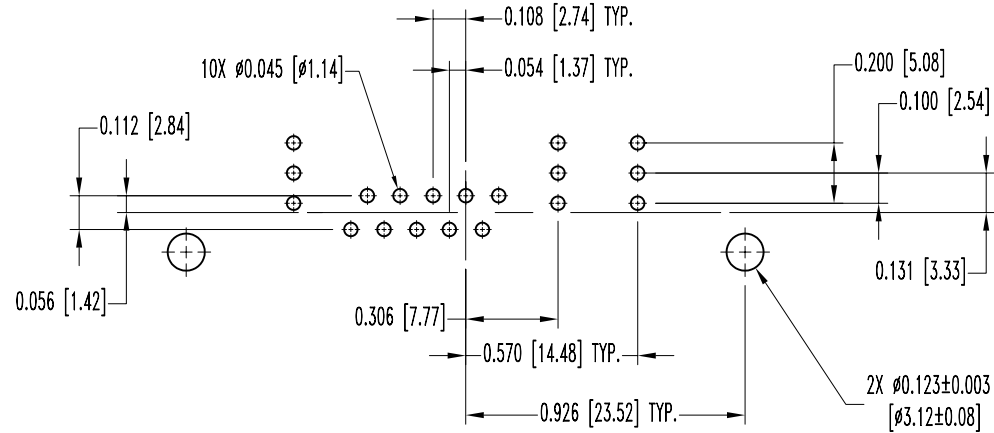 0.108 [2.74] TYP.
10X ø0.045 [ø1.14]
0.054 [1.37] TYP.
0.200 [5.08]
0.100 [2.54]
0.112 [2.84]
0.131 [3.33]
0.056 [1.42]
0.306 [7.77]
0.570 [14.48] TYP.
2X ø0.123±0.003
[ø3.12±0.08]
0.926 [23.52] TYP.